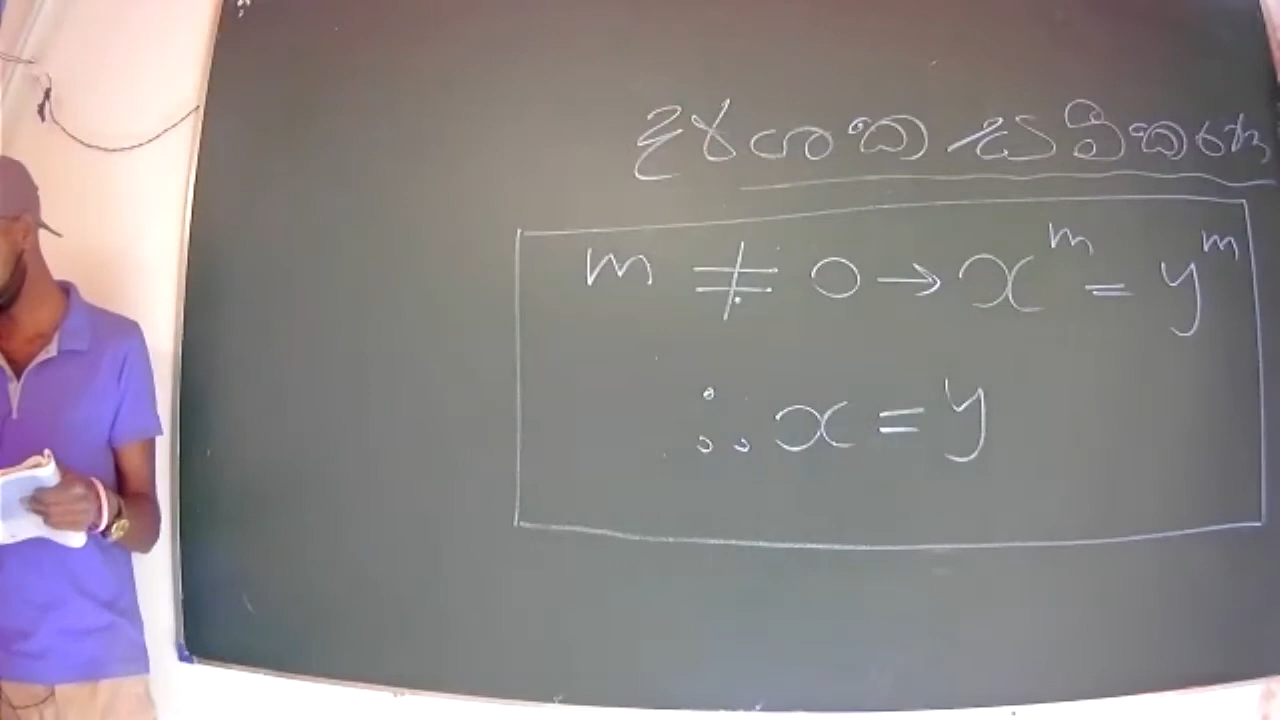 දර්ශක සමීකරණ
m ≠ 0 → x^m = y^m
∴ x = y